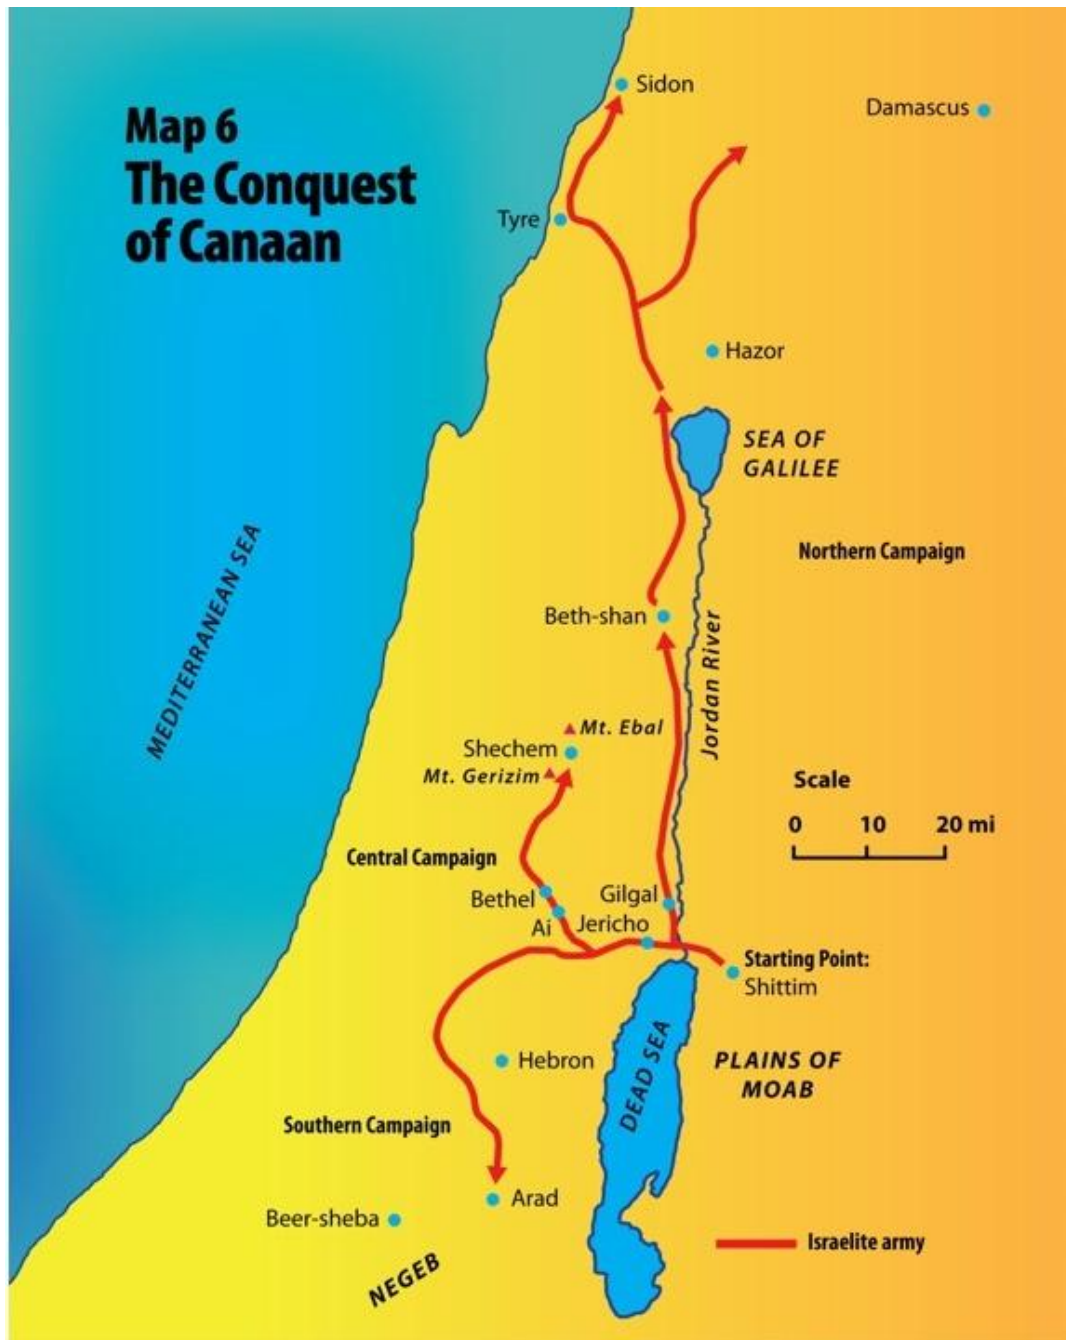 Map 6
The Conquest
of Canaan
Sidon
Damascus
Tyre
Hazor
SEA OF
GALILEE
MEDITERRANEAN SEA
Northern Campaign
Beth-shan
Jordan River
Mt. Ebal
Shechem
Mt. Gerizim
Scale
0 10 20 mi
Central Campaign
Bethel
Gilgal
Ai
Jericho
Starting Point:
Shittim
DEAD SEA
Hebron
PLAINS OF
MOAB
Southern Campaign
Arad
Beer-sheba
NEGEB
Israelite army